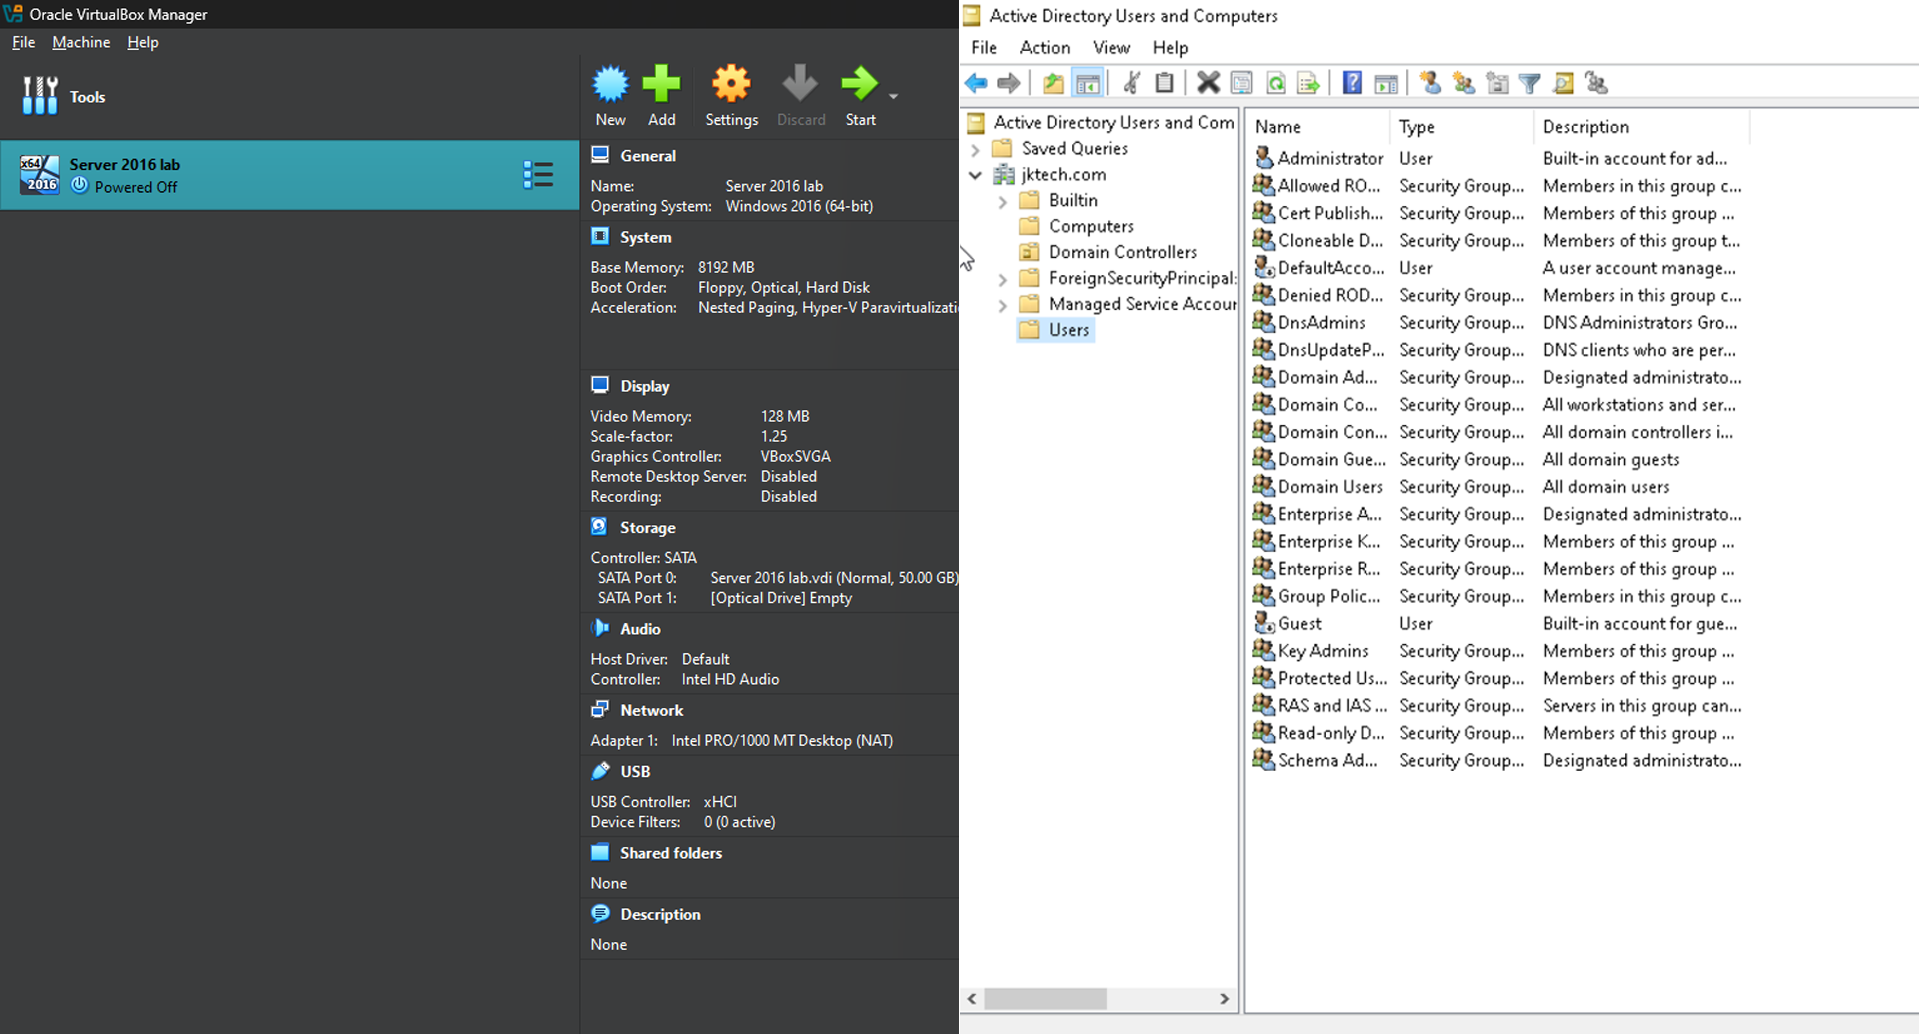 Oracle VirtualBox Manager
File Machine Help
Tools
New Add Settings Discard Start
x64 2016
Server 2016 lab
Powered Off
General
Name: Server 2016 lab
Operating System: Windows 2016 (64-bit)
System
Base Memory: 8192 MB
Boot Order: Floppy, Optical, Hard Disk
Acceleration: Nested Paging, Hyper-V Paravirtualizati
Display
Video Memory: 128 MB
Scale-factor: 1.25
Graphics Controller: VBoxSVGA
Remote Desktop Server: Disabled
Recording: Disabled
Storage
Controller: SATA
SATA Port 0: Server 2016 lab.vdi (Normal, 50.00 GB)
SATA Port 1: [Optical Drive] Empty
Audio
Host Driver: Default
Controller: Intel HD Audio
Network
Adapter 1: Intel PRO/1000 MT Desktop (NAT)
USB
USB Controller: xHCI
Device Filters: 0 (0 active)
Shared folders
None
Description
None
Active Directory Users and Computers
File Action View Help
Active Directory Users and Com
Saved Queries
jktech.com
Builtin
Computers
Domain Controllers
ForeignSecurityPrincipal:
Managed Service Accour
Users
Name Type Description
Administrator User Built-in account for ad...
Allowed RO... Security Group... Members in this group c...
Cert Publish... Security Group... Members of this group ...
Cloneable D... Security Group... Members of this group t...
DefaultAcco... User A user account manage...
Denied ROD... Security Group... Members in this group c...
DnsAdmins Security Group... DNS Administrators Gro...
DnsUpdateP... Security Group... DNS clients who are per...
Domain Ad... Security Group... Designated administrato...
Domain Co... Security Group... All workstations and ser...
Domain Con... Security Group... All domain controllers i...
Domain Gue... Security Group... All domain guests
Domain Users Security Group... All domain users
Enterprise A... Security Group... Designated administrato...
Enterprise K... Security Group... Members of this group ...
Enterprise R... Security Group... Members of this group ...
Group Polic... Security Group... Members in this group c...
Guest User Built-in account for gue...
Key Admins Security Group... Members of this group ...
Protected Us... Security Group... Members of this group ...
RAS and IAS ... Security Group... Servers in this group can...
Read-only D... Security Group... Members of this group ...
Schema Ad... Security Group... Designated administrato...